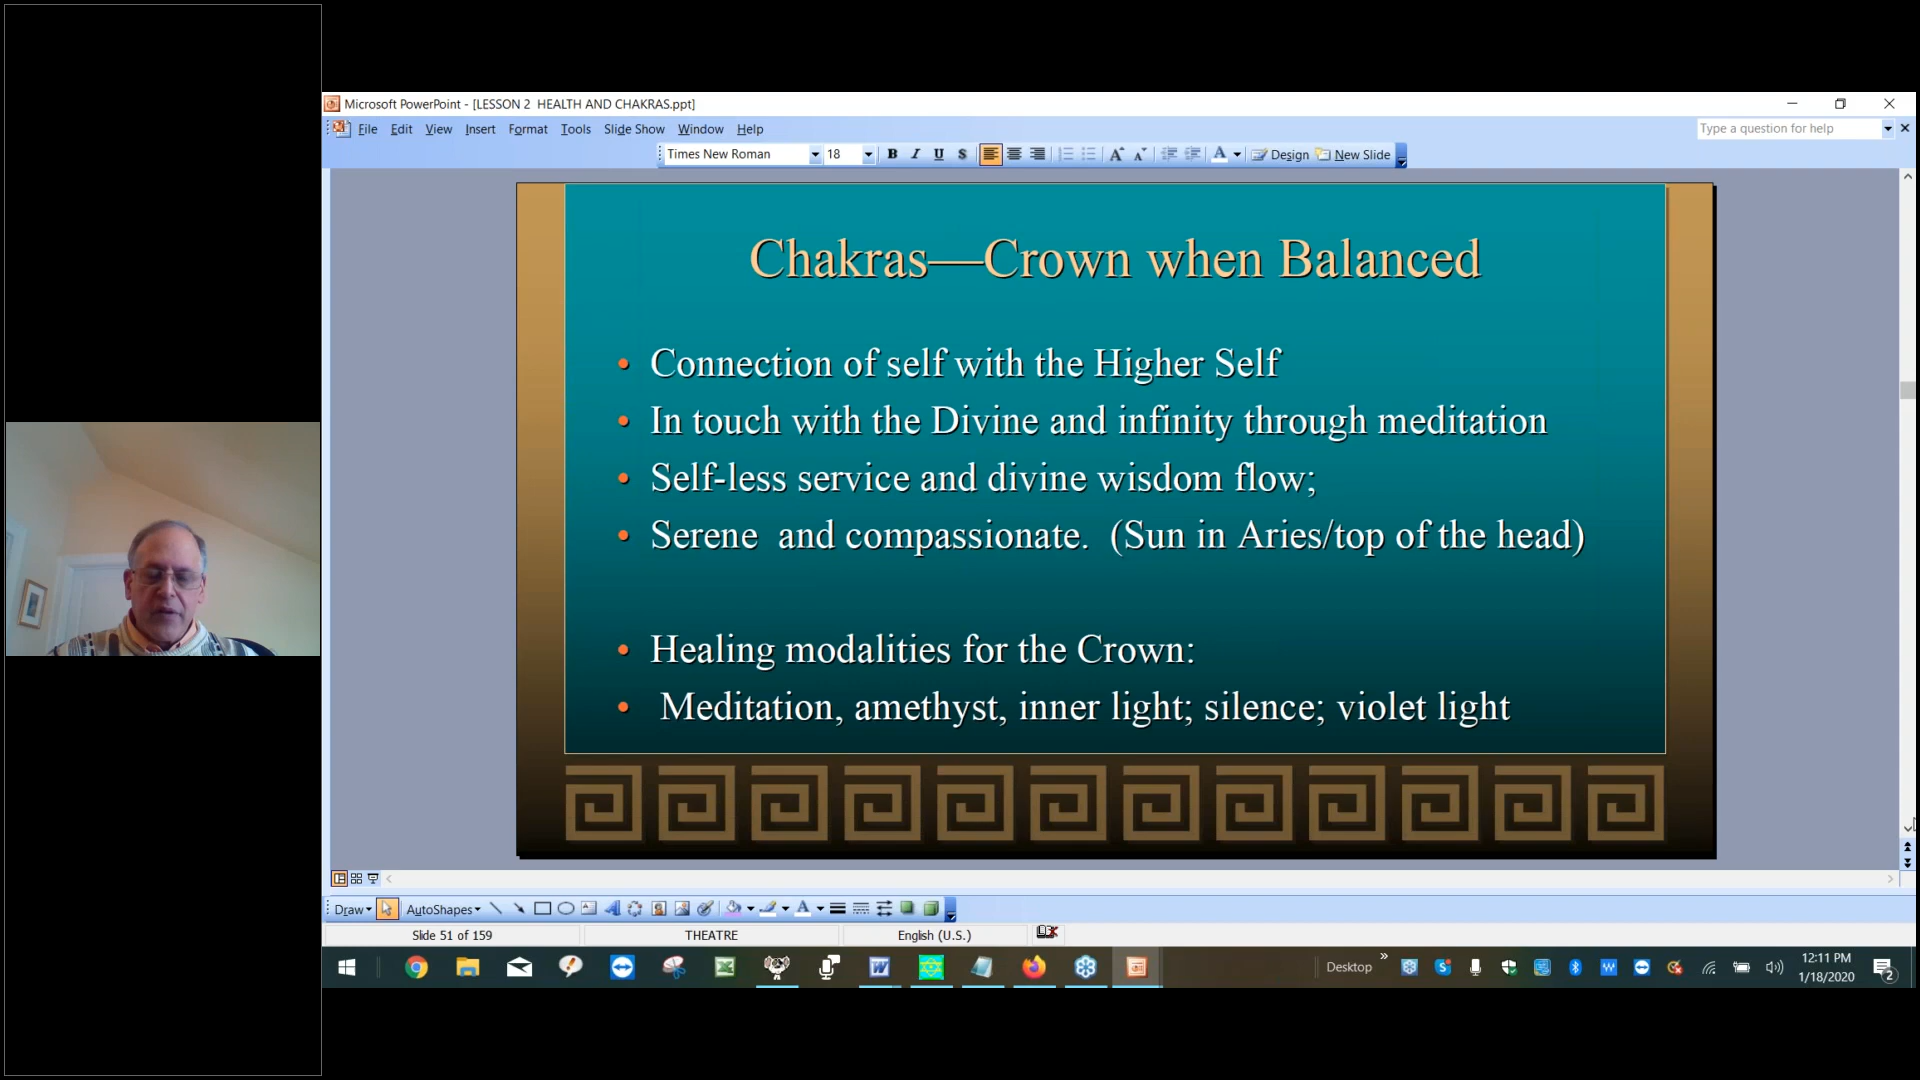 Microsoft PowerPoint - [LESSON 2  HEALTH AND CHAKRAS.ppt]
File Edit View Insert Format Tools Slide Show Window Help
Type a question for help
Times New Roman 18 B I U S A A A Design New Slide
Chakras—Crown when Balanced
• Connection of self with the Higher Self
• In touch with the Divine and infinity through meditation
• Self-less service and divine wisdom flow;
• Serene  and compassionate.  (Sun in Aries/top of the head)
• Healing modalities for the Crown:
•  Meditation, amethyst, inner light; silence; violet light
Draw AutoShapes A
Slide 51 of 159 THEATRE English (U.S.)
Desktop
12:11 PM
1/18/2020
2